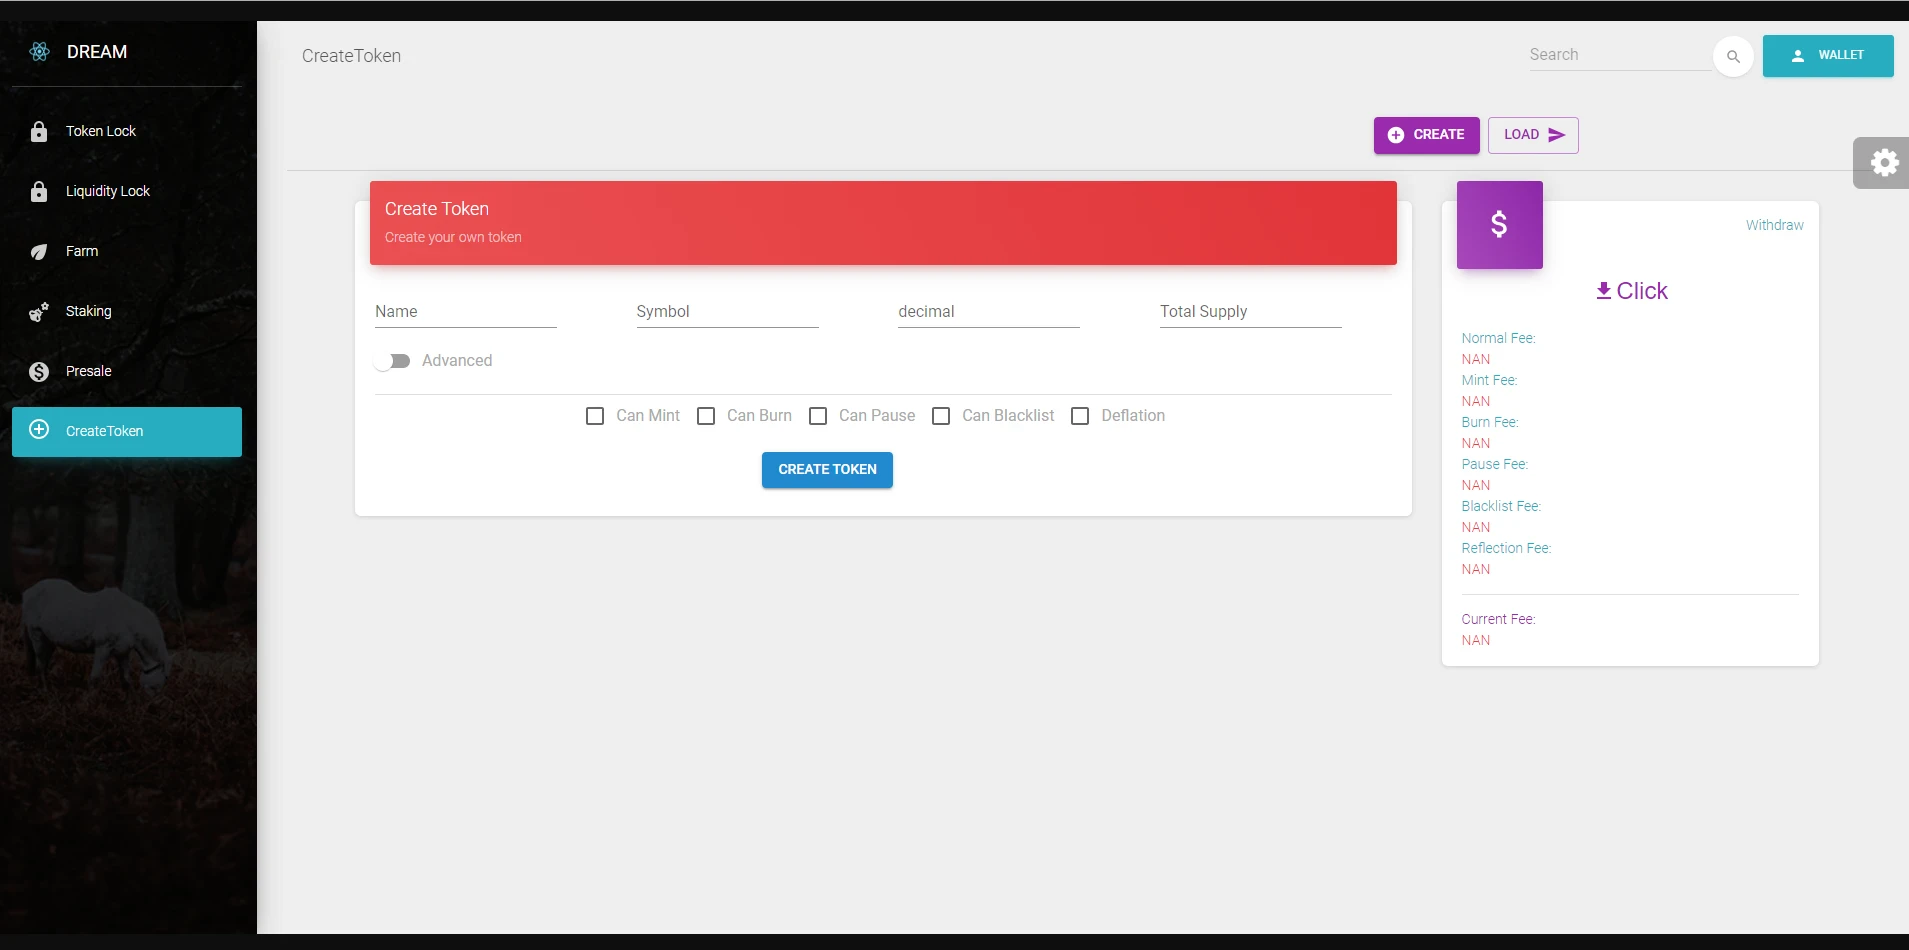 DREAM
Token Lock
Liquidity Lock
Farm
Staking
Presale
CreateToken
CreateToken
Search
WALLET
CREATE
LOAD
Create Token
Create your own token
Name Symbol decimal Total Supply
Advanced
Can Mint Can Burn Can Pause Can Blacklist Deflation
CREATE TOKEN
$
Withdraw
Click
Normal Fee:
NAN
Mint Fee:
NAN
Burn Fee:
NAN
Pause Fee:
NAN
Blacklist Fee:
NAN
Reflection Fee:
NAN
Current Fee:
NAN